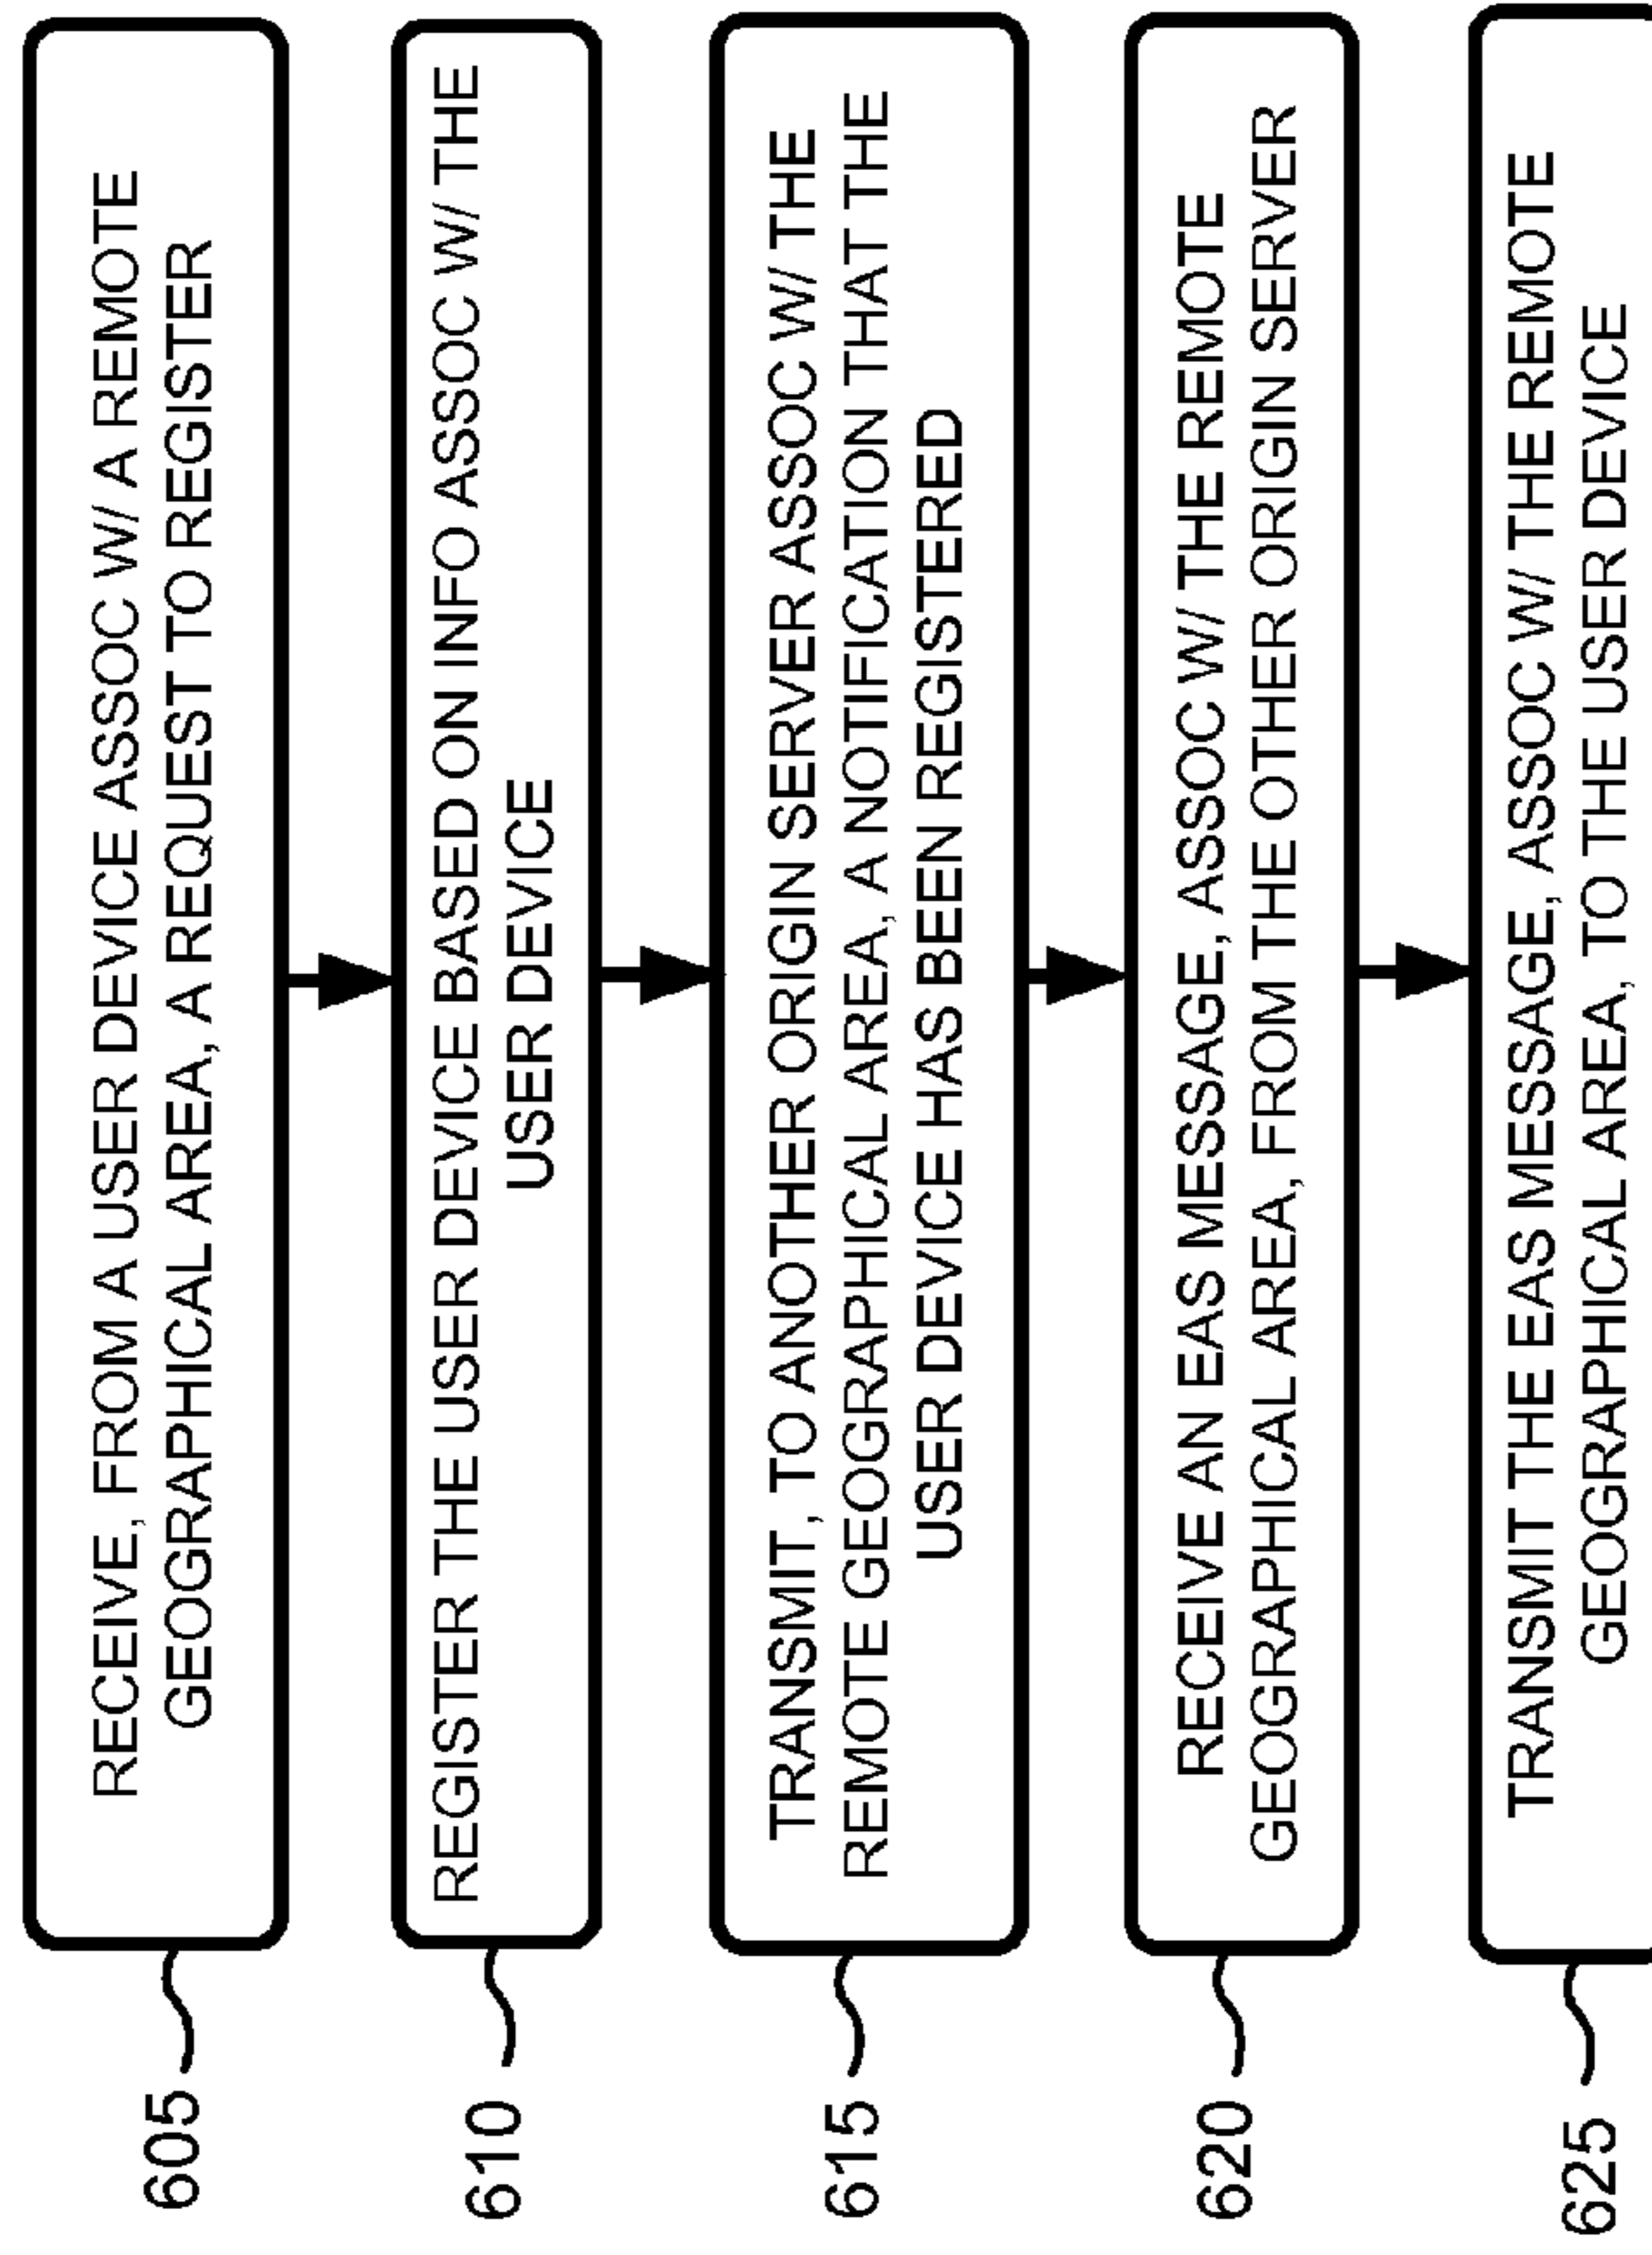 605
RECEIVE, FROM A USER DEVICE ASSOC W/ A REMOTE
GEOGRAPHICAL AREA, A REQUEST TO REGISTER
610
REGISTER THE USER DEVICE BASED ON INFO ASSOC W/ THE
USER DEVICE
615
TRANSMIT, TO ANOTHER ORIGIN SERVER ASSOC W/ THE
REMOTE GEOGRAPHICAL AREA, A NOTIFICATION THAT THE
USER DEVICE HAS BEEN REGISTERED
620
RECEIVE AN EAS MESSAGE, ASSOC W/ THE REMOTE
GEOGRAPHICAL AREA, FROM THE OTHER ORIGIN SERVER
625
TRANSMIT THE EAS MESSAGE, ASSOC W/ THE REMOTE
GEOGRAPHICAL AREA, TO THE USER DEVICE